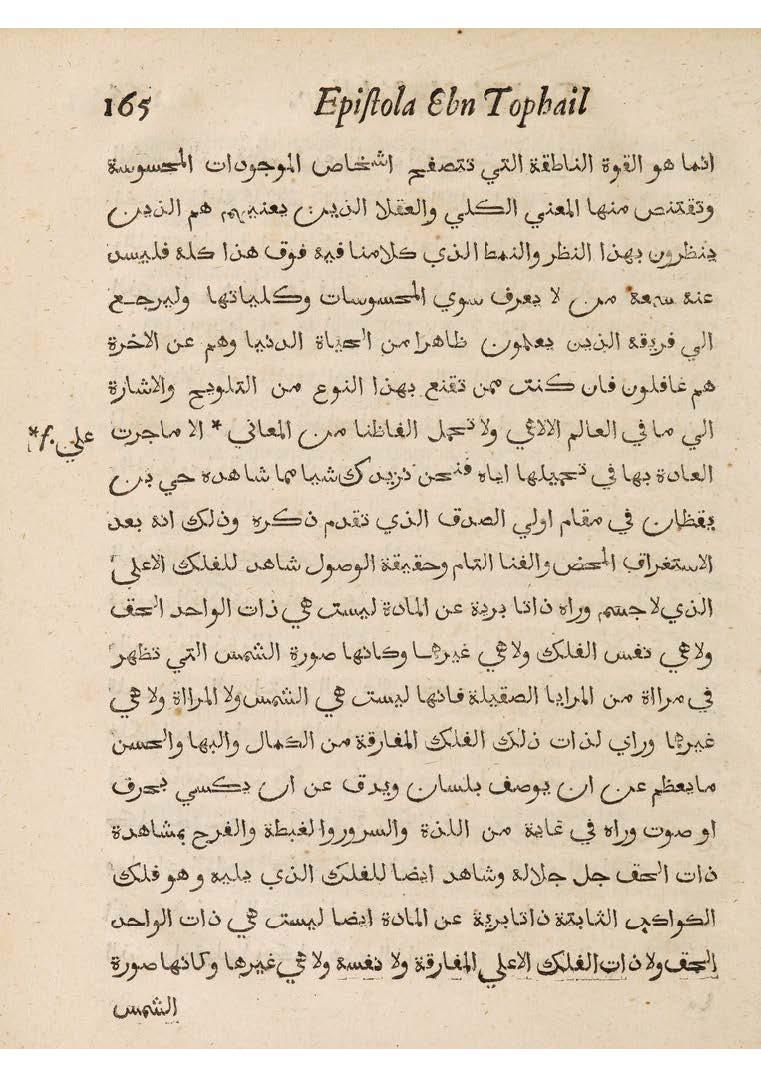 165 Epistola Ebn Tophail
انما هو القوة الناطقة التي تتصفح اشخاص الموجودات المحسوسة
وتقتنص منها المعني الكلي والعقلا الذين يعنيهم هم الذين
ينظرون بهذا النظر والنمط الذي كلامنا فيه فوق هذا كله فليسد
عنه سمعه من لا يعرف سوي المحسوسات وكلياتها وليرجع
الي فريقه الذين يعلمون ظاهرا من الحياة الدنيا وهم عن الاخرة
هم غافلون فان كنت ممن تقنع بهذا النوع من التلويح والاشارة
الي ما في العالم الالاهي ولا تحمل الفاظنا من المعاني * الا ما جرت
*f. علي
العادة بها في تحميلها اياه فنحن نزيدك شيا مما شاهده حي بن
يقظان في مقام اولي الصدق الذي تقدم ذكره وذلك انه بعد
الاستغراق المحض والفنا التام وحقيقة الوصول شاهد للفلك الاعلي
الذي لا جسم وراه ذاتا برية عن المادة ليست هي ذات الواحد الحق
ولا هي نفس الفلك ولا هي غيرها وكانها صورة الشمس التي تظهر
في مراة من المرايا الصقيلة فانها ليست هي الشمس ولا المراة ولا هي
غيرها وراي لذات ذلك الفلك المفارقة من الكمال والبها والحسن
ما يعظم عن ان يوصف بلسان ويدق عن ان يكسي بحرف
او صوت وراه في غاية من اللذة والسرور والغبطة والفرح بمشاهدة
ذات الحق جل جلاله وشاهد ايضا للفلك الذي يليه وهو فلك
الكواكب الثابتة ذاتا برية عن المادة ايضا ليست هي ذات الواحد
الحق ولا ذات الفلك الاعلي المفارقة ولا نفسه ولا هي غيرها وكانها صورة
الشمس